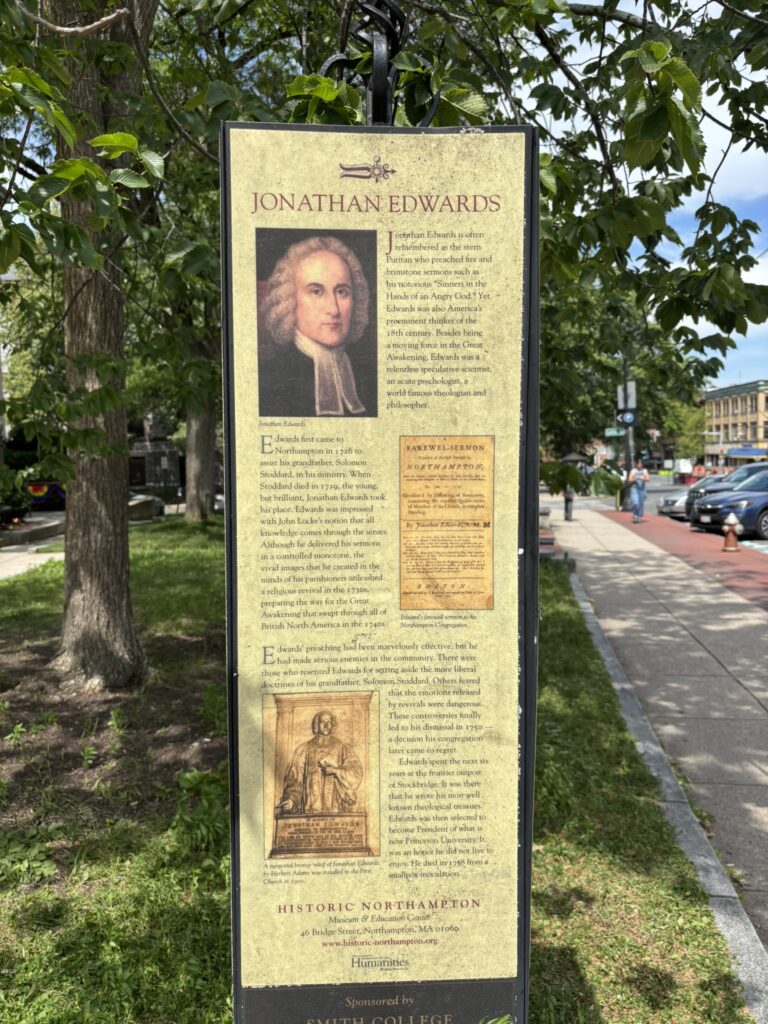 JONATHAN EDWARDS
Jonathan Edwards is often
remembered as the stern
Puritan who preached fire and
brimstone sermons such as
his notorious "Sinners in the
Hands of an Angry God." Yet
Edwards was also America's
preeminent thinker of the
18th century. Besides being
a moving force in the Great
Awakening, Edwards was a
relentless speculative scientist,
an acute psychologist, a
world famous theologian and
philosopher.
Jonathan Edwards.
Edwards first came to
Northampton in 1726 to
assist his grandfather, Solomon
Stoddard, in his ministry. When
Stoddard died in 1729, the young,
but brilliant, Jonathan Edwards took
his place. Edwards was impressed
with John Locke's notion that all
knowledge comes through the senses.
Although he delivered his sermons
in a controlled monotone, the
vivid images that he created in the
minds of his parishioners unleashed
a religious revival in the 1730s,
preparing the way for the Great
Awakening that swept through all of
British North America in the 1740s.
A
FAREWEL-SERMON
NORTHAMPTON,
By Jonathan Edwards, A. M.
BOSTON:
Edward's farewell sermon to his
Northampton Congregation.
Edwards' preaching had been marvelously effective, but he
had made serious enemies in the community. There were
those who resented Edwards for setting aside the more liberal
doctrines of his grandfather, Solomon Stoddard. Others feared
that the emotions released
by revivals were dangerous.
These controversies finally
led to his dismissal in 1750 —
a decision his congregation
later came to regret.
Edwards spent the next six
years at the frontier outpost
of Stockbridge. It was there
that he wrote his most well
known theological treatises.
Edwards was then selected to
become President of what is
now Princeton University. It
was an honor he did not live to
enjoy. He died in 1758 from a
smallpox inoculation.
JONATHAN EDWARDS
A memorial bronze relief of Jonathan Edwards
by Herbert Adams was installed in the First
Church in 1900.
HISTORIC NORTHAMPTON
Museum & Education Center
46 Bridge Street, Northampton, MA 01060
www.historic-northampton.org
Humanities
Sponsored by
SMITH COLLEGE